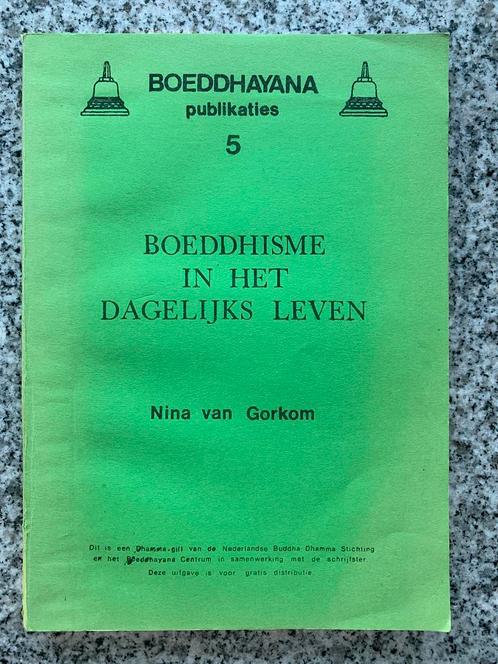 BOEDDHAYANA
publikaties
5
BOEDDHISME
IN HET
DAGELIJKS LEVEN
Nina van Gorkom
Dit is een Dhamma-gift van de Nederlandse Buddha Dhamma Stichting
en het Boeddhayana Centrum in samenwerking met de schrijfster.
Deze uitgave is voor gratis distributie.